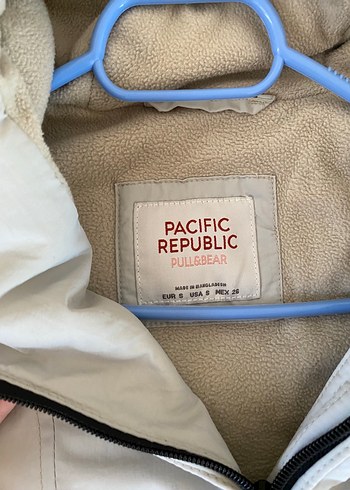 PACIFIC
REPUBLIC
PULL&BEAR
MADE IN BANGLADESH
EUR S USA S MEX 26